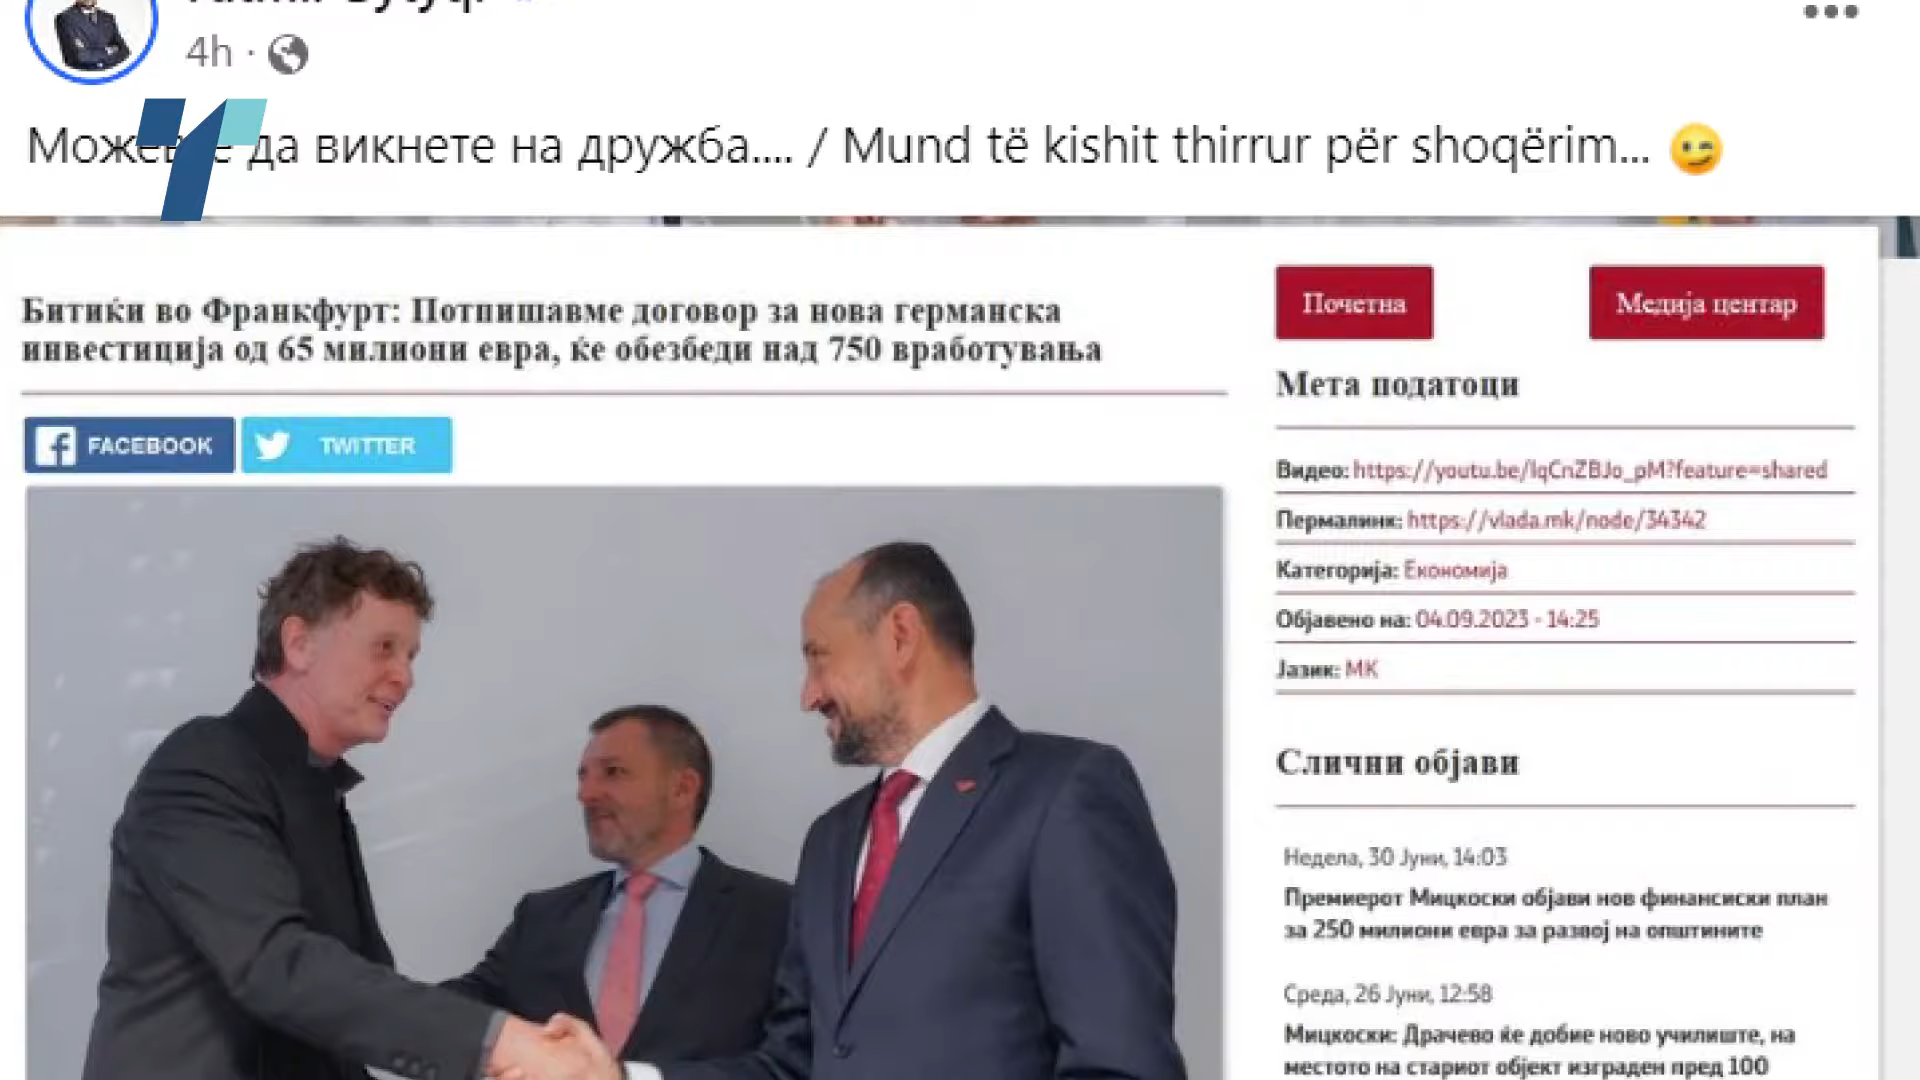 4h ·
да викнете на дружба.... / Mund të kishit thirrur për shoqërim...
Битиќи во Франкфурт: Потпишавме договор за нова германска
инвестиција од 65 милиони евра, ќе обезбеди над 750 вработувања
FACEBOOK
TWITTER
Почетна
Медија центар
Мета податоци
Видео: https://youtu.be/lqCnZBJo_pM?feature=shared
Пермалинк: https://vlada.mk/node/34342
Категорија: Економија
Објавено на: 04.09.2023 - 14:25
Јазик: МК
Слични објави
Недела, 30 Јуни, 14:03
Премиерот Мицкоски објави нов финансиски план
за 250 милиони евра за развој на општините
Среда, 26 Јуни, 12:58
Мицкоски: Драчево ќе добие ново училиште, на
местото на стариот објект изграден пред 100